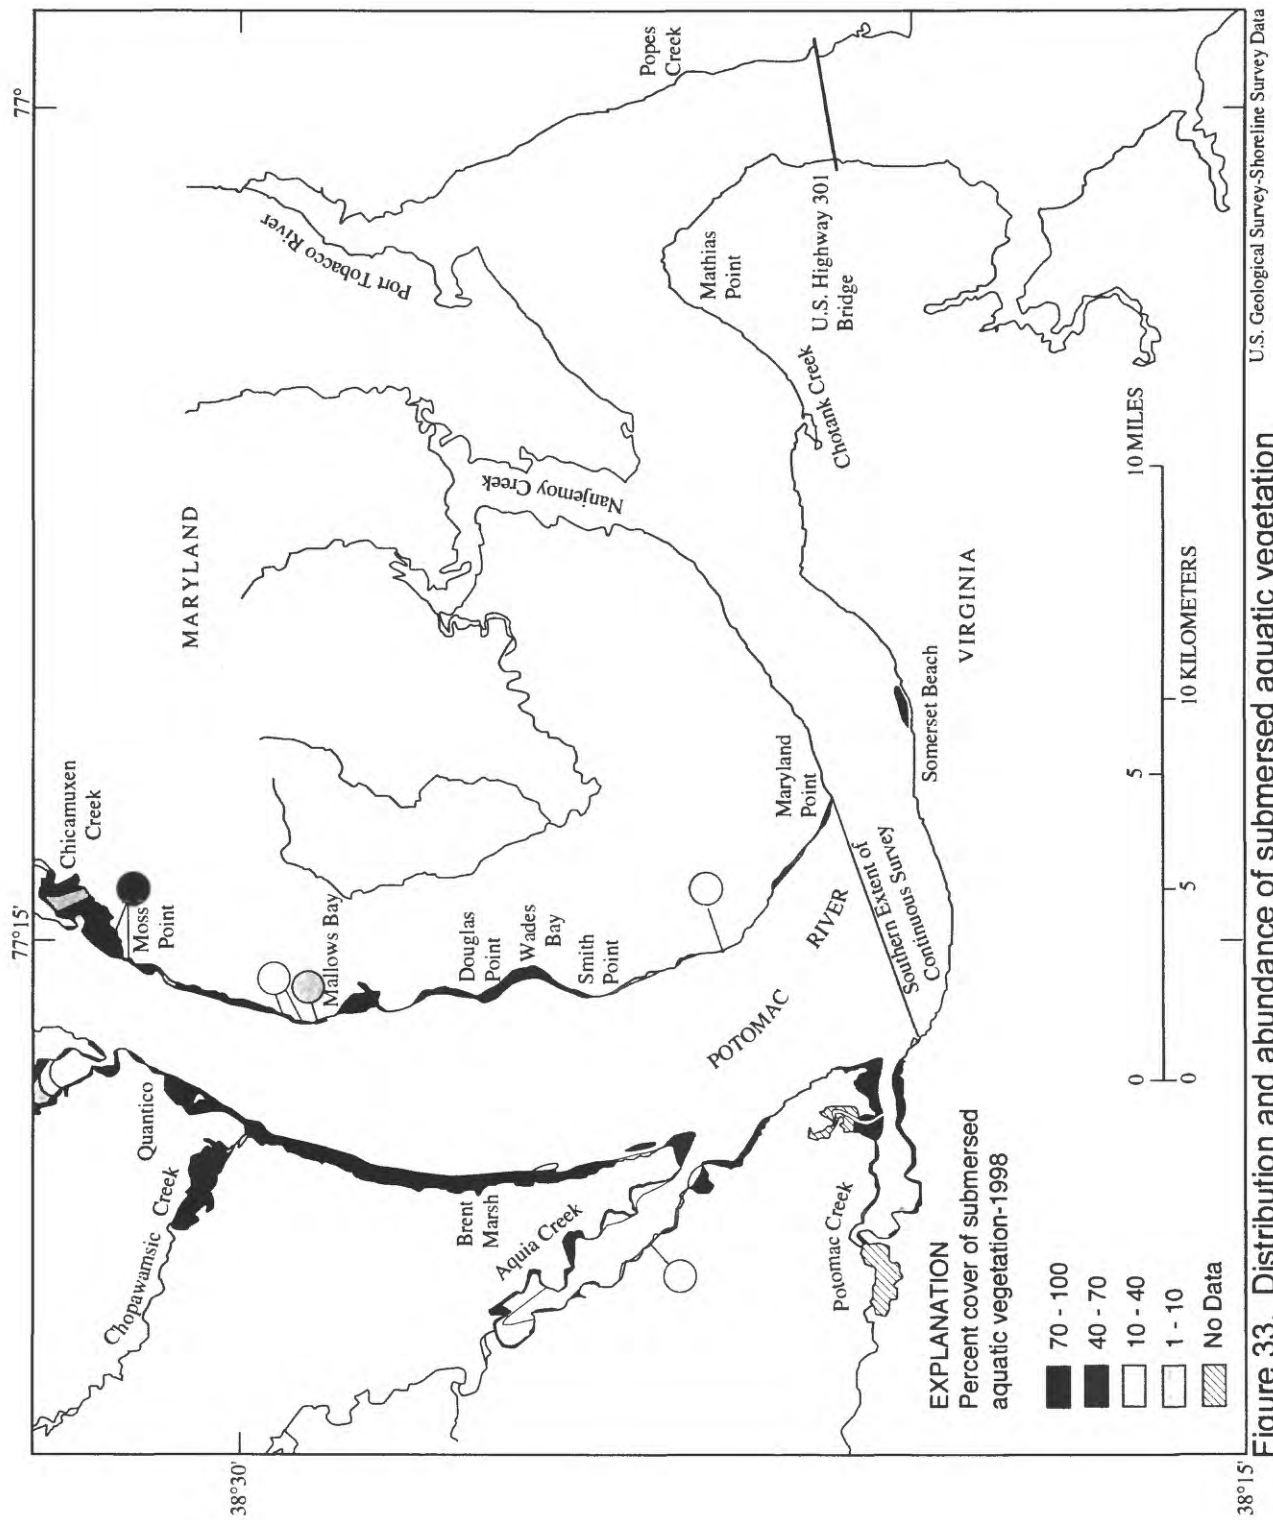 77°15'
77°
38°30'
38°15'
Chicamuxen
Creek
Moss
Point
MARYLAND
Port Tobacco River
Popes
Creek
Mallows Bay
Quantico
Chopawamsic
Creek
Douglas
Point
Wades
Bay
Smith
Point
Nanjemoy Creek
Brent
Marsh
Aquia Creek
Mathias
Point
U.S. Highway 301
Bridge
Chotank Creek
Maryland
Point
POTOMAC
RIVER
Southern Extent of
Continuous Survey
Somerset Beach
VIRGINIA
Potomac Creek
EXPLANATION
Percent cover of submersed
aquatic vegetation-1998
70 - 100
40 - 70
10 - 40
1 - 10
No Data
0 5 10 MILES
0 5 10 KILOMETERS
U.S. Geological Survey-Shoreline Survey Data
Figure 33. Distribution and abundance of submersed aquatic vegetation